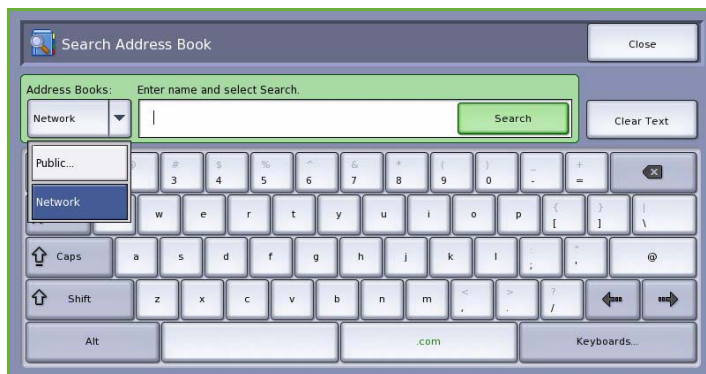 Search Address Book
Close
Address Books:
Enter name and select Search.
Network
Search
Clear Text
Public...
Network
# $ % ^ & * ( ) _ +
3 4 5 6 7 8 9 0 - =
w e r t y u i o p { [ } ] | \
Caps a s d f g h j k l : ; " ' @
Shift z x c v b n m < , > . ? /
Alt .com Keyboards...